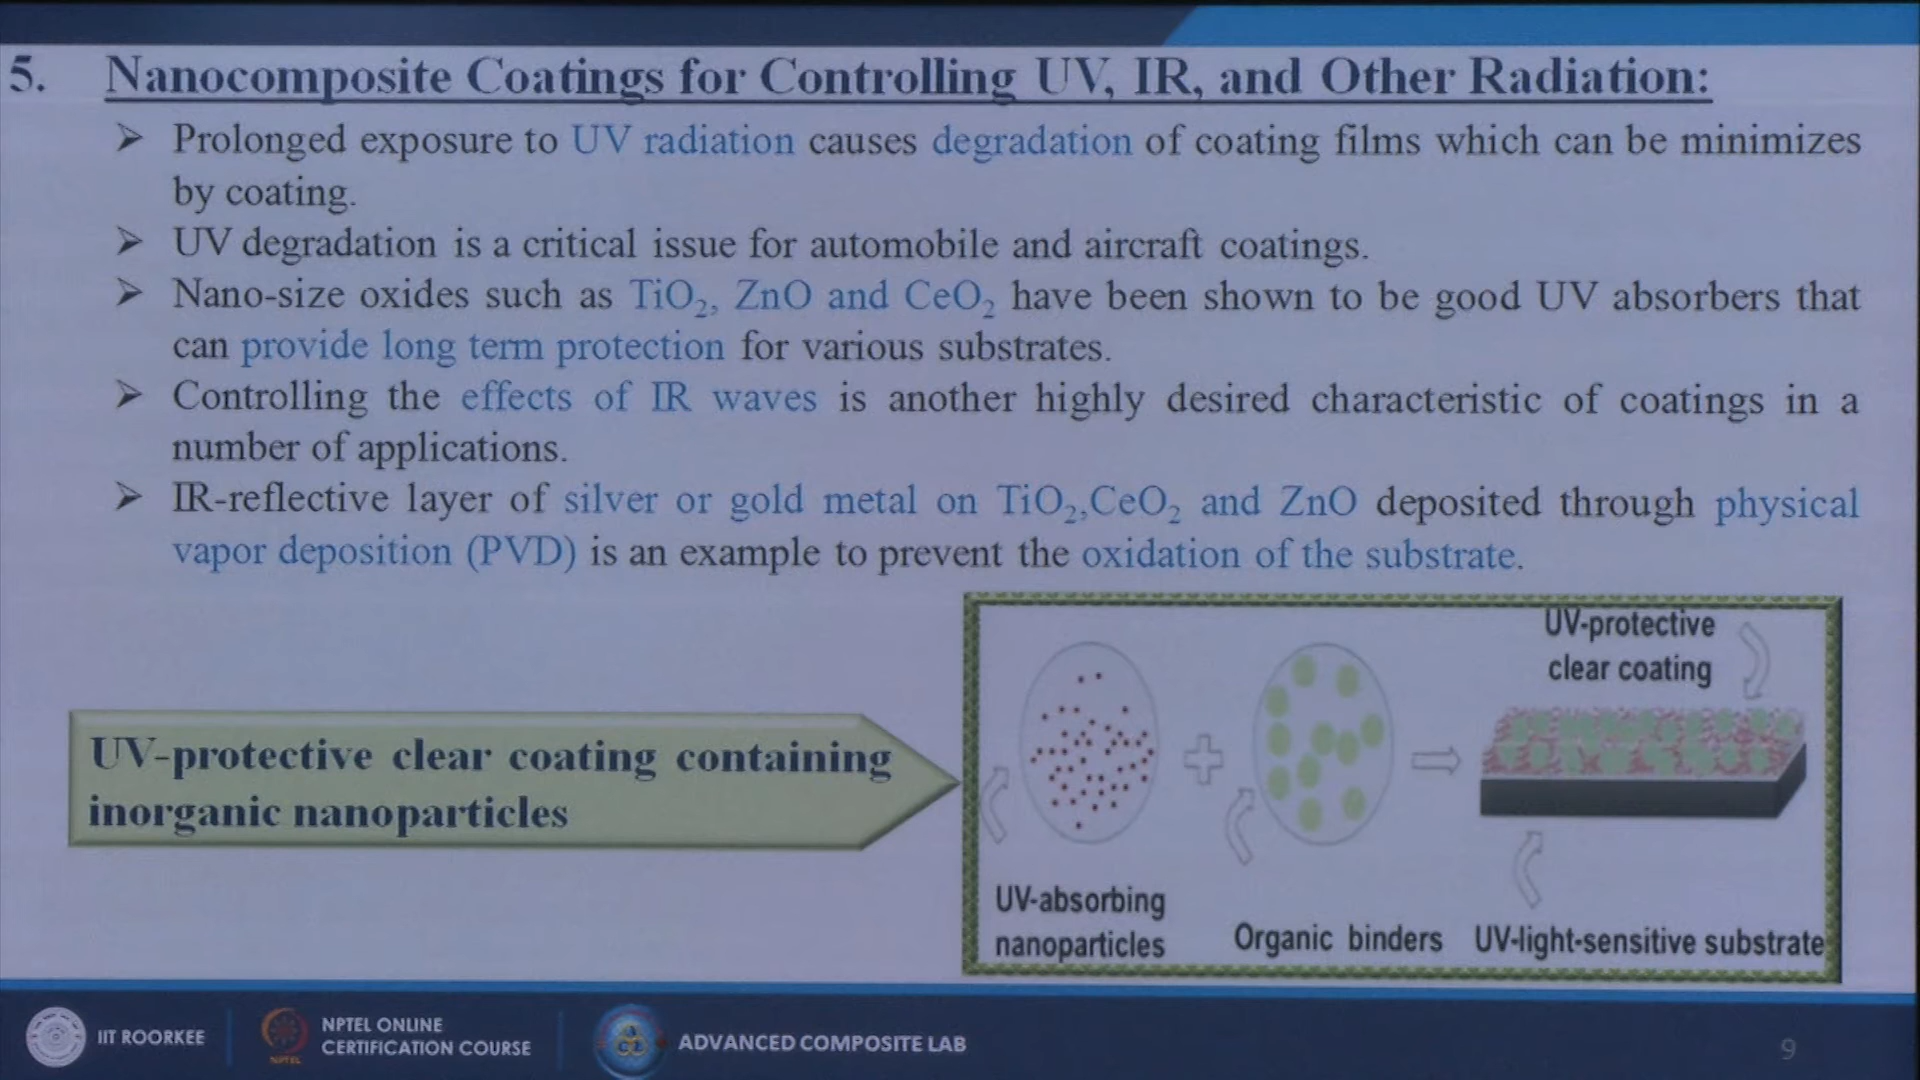 5. Nanocomposite Coatings for Controlling UV, IR, and Other Radiation:
➢ Prolonged exposure to UV radiation causes degradation of coating films which can be minimizes
by coating.
➢ UV degradation is a critical issue for automobile and aircraft coatings.
➢ Nano-size oxides such as TiO₂, ZnO and CeO₂ have been shown to be good UV absorbers that
can provide long term protection for various substrates.
➢ Controlling the effects of IR waves is another highly desired characteristic of coatings in a
number of applications.
➢ IR-reflective layer of silver or gold metal on TiO₂,CeO₂ and ZnO deposited through physical
vapor deposition (PVD) is an example to prevent the oxidation of the substrate.
UV-protective clear coating containing
inorganic nanoparticles
UV-protective
clear coating
UV-absorbing
nanoparticles
Organic binders
UV-light-sensitive substrate
IIT ROORKEE
NPTEL
NPTEL ONLINE
CERTIFICATION COURSE
ADVANCED COMPOSITE LAB
9